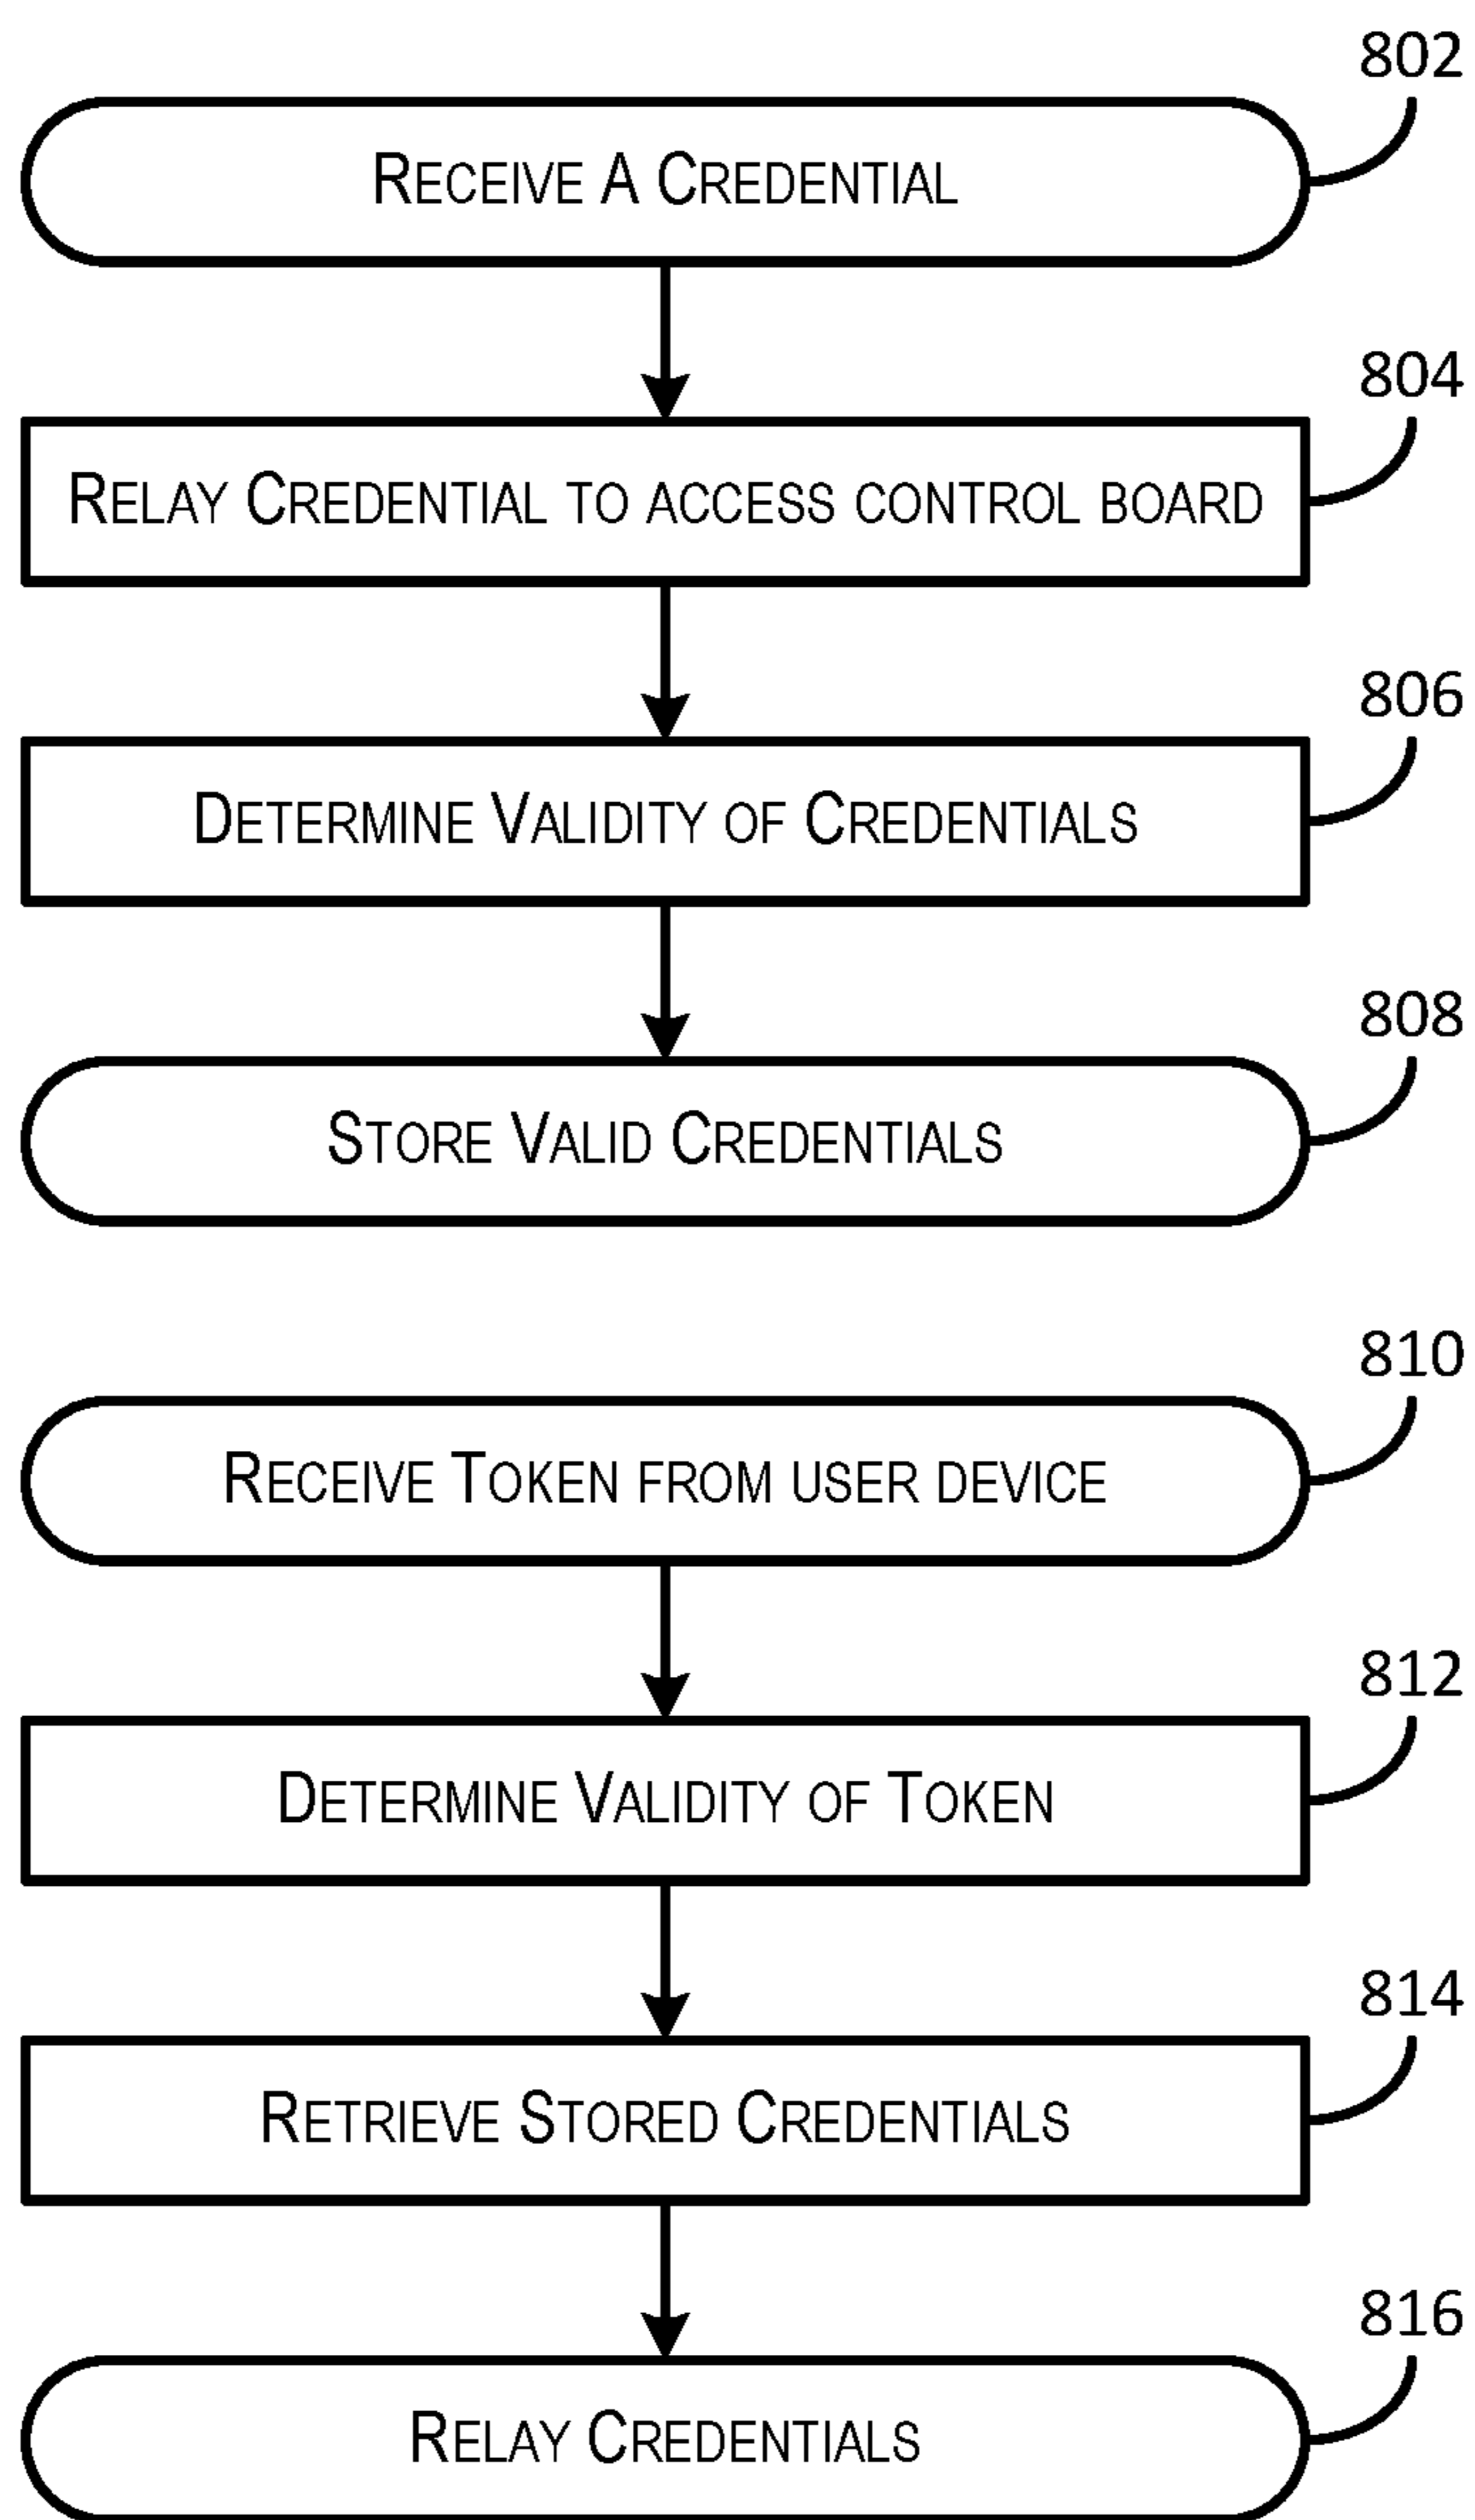 802
RECEIVE A CREDENTIAL
804
RELAY CREDENTIAL TO ACCESS CONTROL BOARD
806
DETERMINE VALIDITY OF CREDENTIALS
808
STORE VALID CREDENTIALS
810
RECEIVE TOKEN FROM USER DEVICE
812
DETERMINE VALIDITY OF TOKEN
814
RETRIEVE STORED CREDENTIALS
816
RELAY CREDENTIALS